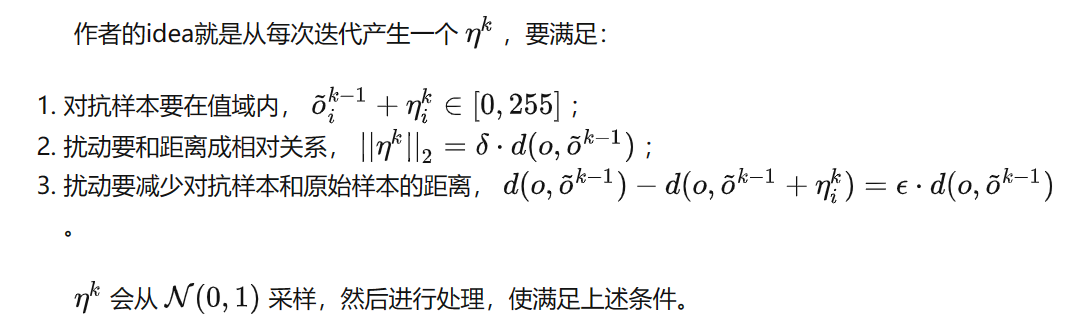 作者的idea就是从每次迭代产生一个 $\eta^k$ ，要满足：
1. 对抗样本要在值域内， $\tilde{o}_i^{k-1} + \eta_i^k \in [0, 255]$ ；
2. 扰动要和距离成相对关系， $||\eta^k||_2 = \delta \cdot d(o, \tilde{o}^{k-1})$ ；
3. 扰动要减少对抗样本和原始样本的距离， $d(o, \tilde{o}^{k-1}) - d(o, \tilde{o}^{k-1} + \eta_i^k) = \epsilon \cdot d(o, \tilde{o}^{k-1})$
。
$\eta^k$ 会从 $\mathcal{N}(0, 1)$ 采样，然后进行处理，使满足上述条件。